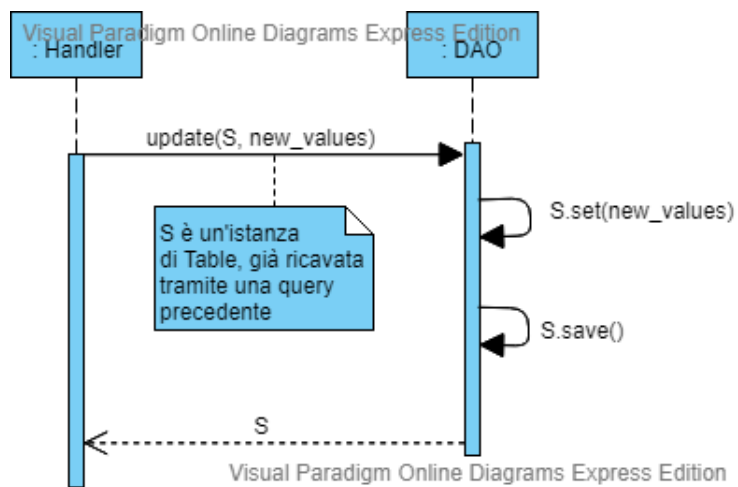 Visual Paradigm Online Diagrams Express Edition
: Handler
: DAO
update(S, new_values)
S è un'istanza
di Table, già ricavata
tramite una query
precedente
S.set(new_values)
S.save()
S
Visual Paradigm Online Diagrams Express Edition